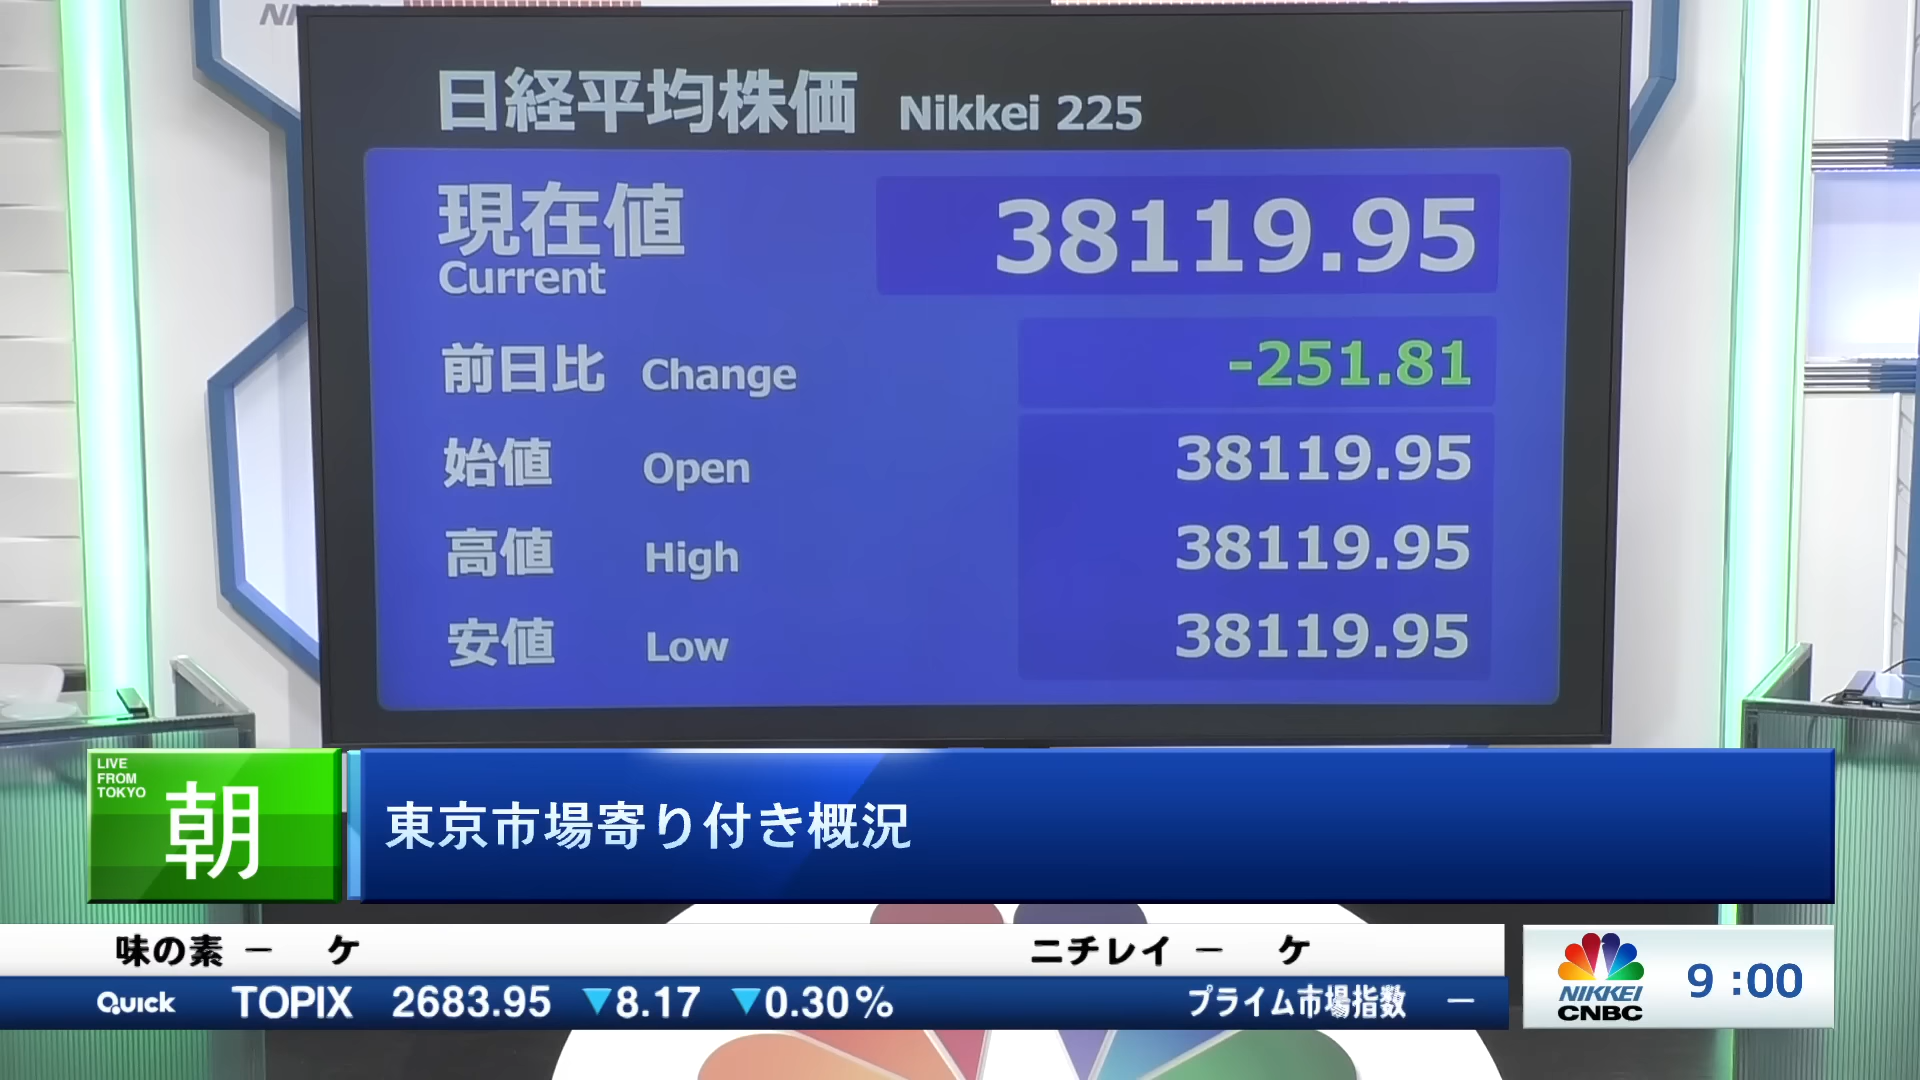 日経平均株価 Nikkei 225
現在値 38119.95
Current
前日比 Change -251.81
始値 Open 38119.95
高値 High 38119.95
安値 Low 38119.95
LIVE
FROM
TOKYO
朝
東京市場寄り付き概況
味の素 － ケ ニチレイ － ケ
Quick TOPIX 2683.95 ▼8.17 ▼0.30% プライム市場指数 －
NIKKEI
CNBC
9:00